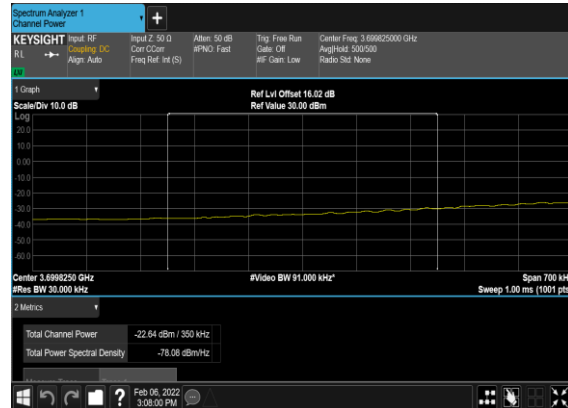 Spectrum Analyzer 1
Channel Power
+
KEYSIGHT Input: RF Input Z: 50 Ω Atten: 50 dB Trig: Free Run Center Freq: 3.699825000 GHz
R L Coupling: DC Corr CCorr #PNO: Fast Gate: Off Avg|Hold: 500/500
Align: Auto Freq Ref: Int (S) #IF Gain: Low Radio Std: None
1 Graph
Ref Lvl Offset 16.02 dB
Scale/Div 10.0 dB Ref Value 30.00 dBm
Log
20.0
10.0
0.00
-10.0
-20.0
-30.0
-40.0
-50.0
-60.0
Center 3.6998250 GHz #Video BW 91.000 kHz* Span 700 kH
#Res BW 30.000 kHz Sweep 1.00 ms (1001 pts
2 Metrics
Total Channel Power -22.64 dBm / 350 kHz
Total Power Spectral Density -78.08 dBm/Hz
? Feb 06, 2022
3:08:00 PM